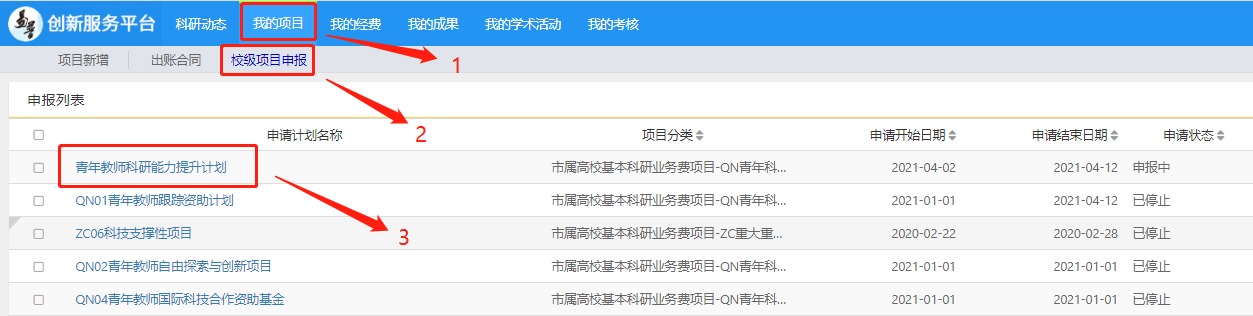 创新服务平台 科研动态 我的项目 我的经费 我的成果 我的学术活动 我的考核
项目新增 出账合同 校级项目申报
1
申报列表
2
申请计划名称 项目分类 申请开始日期 申请结束日期 申请状态
青年教师科研能力提升计划 市属高校基本科研业务费项目-QN青年科... 2021-04-02 2021-04-12 申报中
QN01青年教师跟踪资助计划 市属高校基本科研业务费项目-QN青年科... 2021-01-01 2021-04-12 已停止
3
ZC06科技支撑性项目 市属高校基本科研业务费项目-ZC重大重... 2020-02-22 2020-02-28 已停止
QN02青年教师自由探索与创新项目 市属高校基本科研业务费项目-QN青年科... 2021-01-01 2021-01-01 已停止
QN04青年教师国际科技合作资助基金 市属高校基本科研业务费项目-QN青年科... 2021-01-01 2021-01-01 已停止